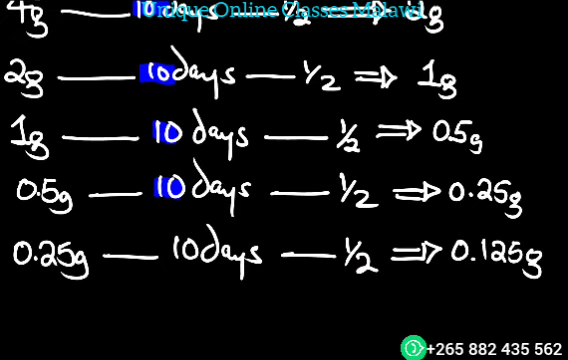 Unique Online Classes Malawi
4g — 10days — 1/2 ⇒ 2g
2g — 10days — 1/2 ⇒ 1g
1g — 10 days — 1/2 ⇒ 0.5g
0.5g — 10 days — 1/2 ⇒ 0.25g
0.25g — 10days — 1/2 ⇒ 0.125g
+265 882 435 562